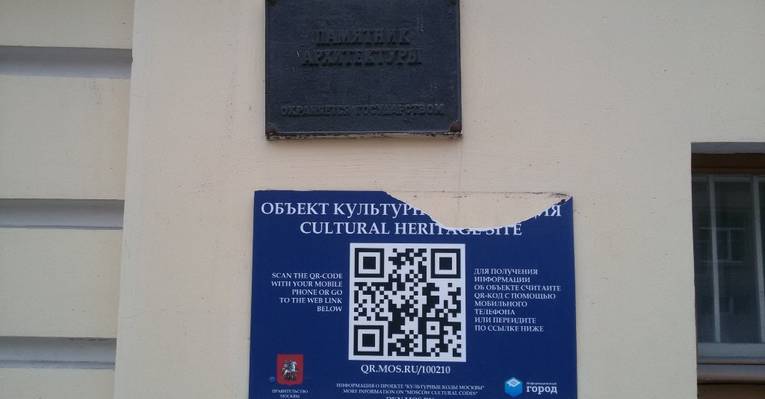 ПАМЯТНИК
АРХИТЕКТУРЫ
ОХРАНЯЕТСЯ ГОСУДАРСТВОМ
ОБЪЕКТ
CULTURAL HERITAGE SITE
SCAN THE QR-CODE
WITH YOUR MOBILE
PHONE OR GO
TO THE WEB LINK
BELOW
ДЛЯ ПОЛУЧЕНИЯ
ИНФОРМАЦИИ
ОБ ОБЪЕКТЕ СЧИТАЙТЕ
QR-КОД С ПОМОЩЬЮ
МОБИЛЬНОГО
ТЕЛЕФОНА
ИЛИ ПЕРЕЙДИТЕ
ПО ССЫЛКЕ НИЖЕ
QR.MOS.RU/100210
ПРАВИТЕЛЬСТВО
МОСКВЫ
ИНФОРМАЦИЯ О ПРОЕКТЕ "КУЛЬТУРНЫЕ КОДЫ МОСКВЫ"
MORE INFORMATION ON "MOSCOW CULTURAL CODES"
город